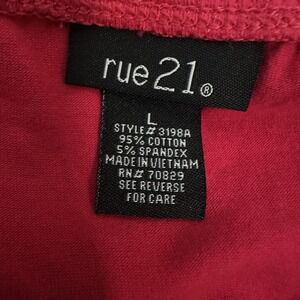 rue21®
L
STYLE# 3198A
95% COTTON
5% SPANDEX
MADE IN VIETNAM
RN# 70829
SEE REVERSE
FOR CARE